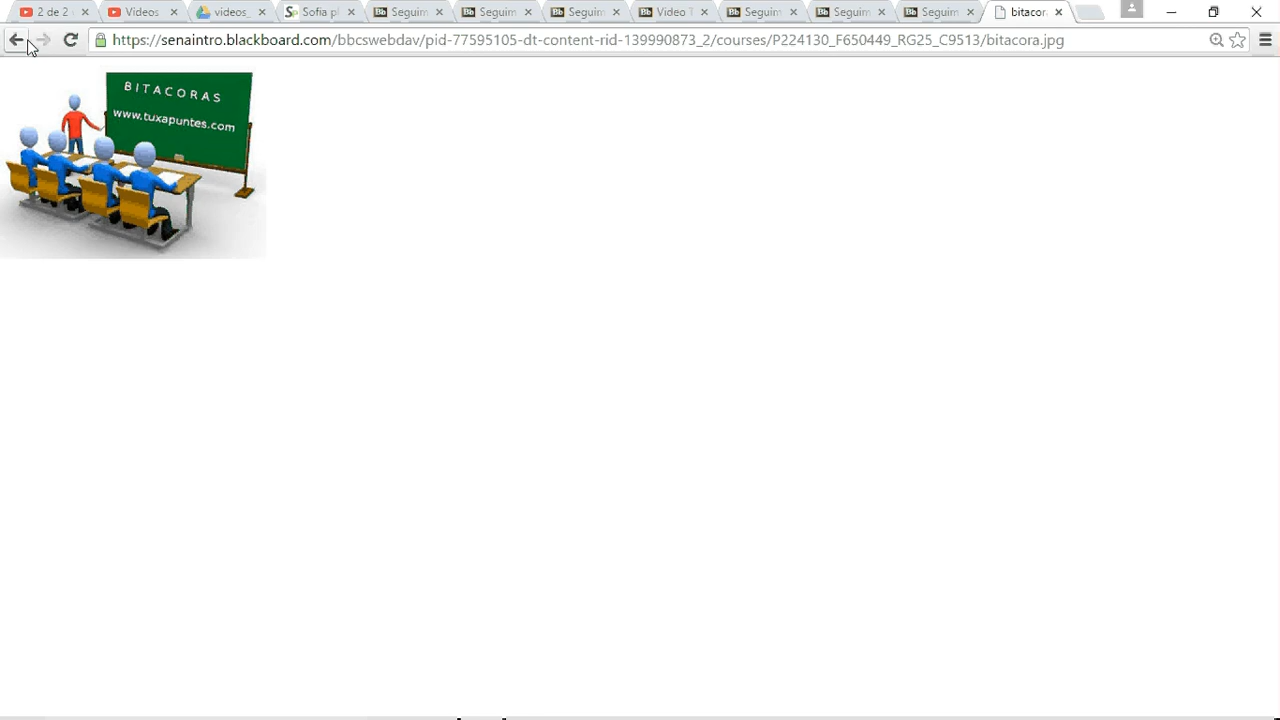 2 de 2
Videos
videos_
Sofia pl
Seguim
Seguim
Seguim
Video T
Seguim
Seguim
Seguim
bitacor
https://senaintro.blackboard.com/bbcswebdav/pid-77595105-dt-content-rid-139990873_2/courses/P224130_F650449_RG25_C9513/bitacora.jpg
BITACORAS
www.tuxapuntes.com